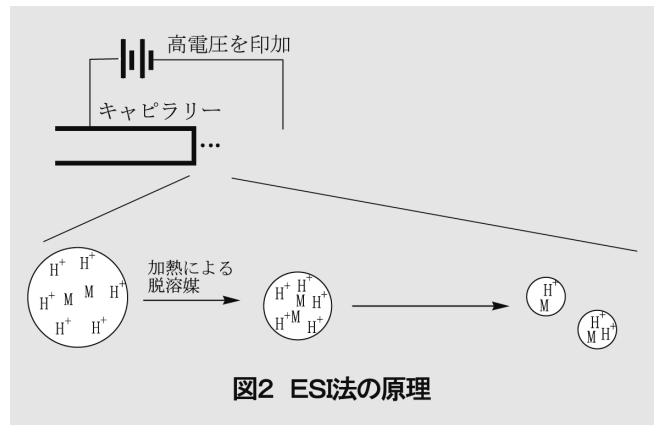 高電圧を印加
キャピラリー
H⁺ H⁺
H⁺ M M H⁺
H⁺ H⁺
加熱による
脱溶媒
H⁺ H⁺
M H⁺
H⁺ M H⁺
H⁺
M
H⁺
M H⁺
図2 ESI法の原理